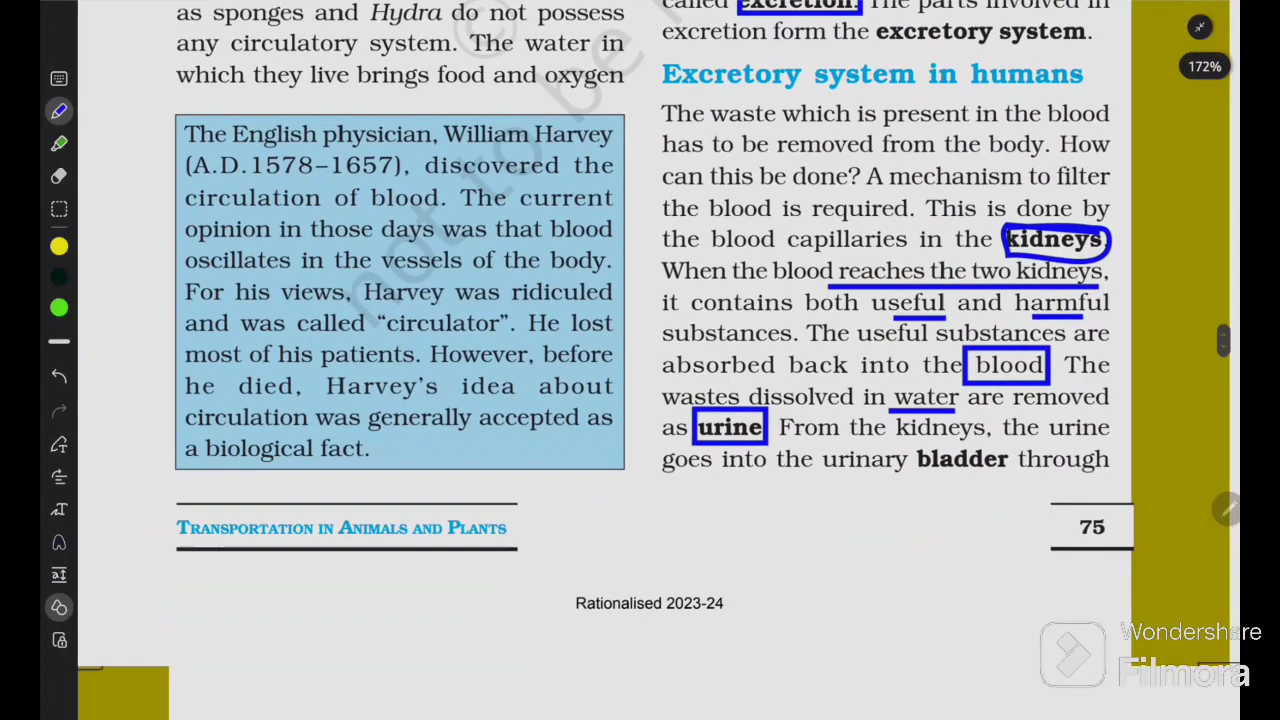 as sponges and Hydra do not possess
any circulatory system. The water in
which they live brings food and oxygen
The English physician, William Harvey
(A.D.1578–1657), discovered the
circulation of blood. The current
opinion in those days was that blood
oscillates in the vessels of the body.
For his views, Harvey was ridiculed
and was called “circulator”. He lost
most of his patients. However, before
he died, Harvey’s idea about
circulation was generally accepted as
a biological fact.
called excretion. The parts involved in
excretion form the excretory system.
Excretory system in humans
The waste which is present in the blood
has to be removed from the body. How
can this be done? A mechanism to filter
the blood is required. This is done by
the blood capillaries in the kidneys.
When the blood reaches the two kidneys,
it contains both useful and harmful
substances. The useful substances are
absorbed back into the blood The
wastes dissolved in water are removed
as urine From the kidneys, the urine
goes into the urinary bladder through
TRANSPORTATION IN ANIMALS AND PLANTS
75
Rationalised 2023-24
not to be
172%
Wondershare
Filmora